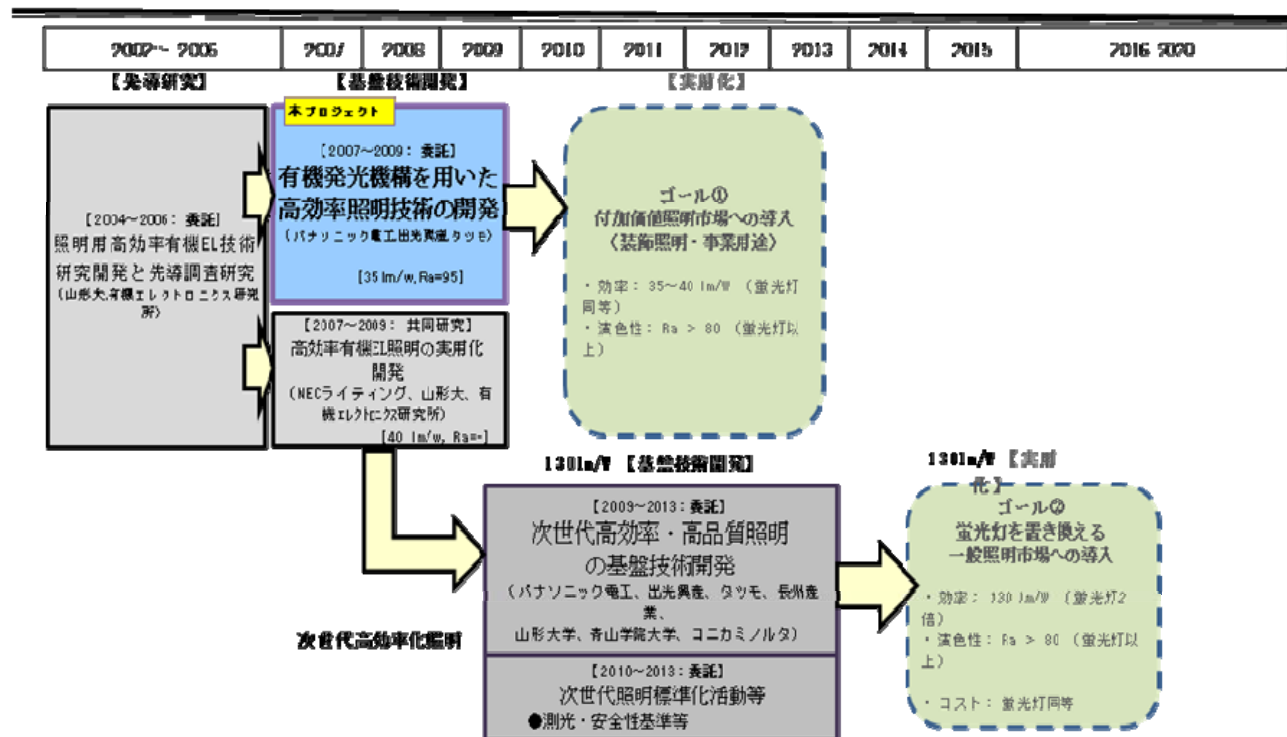 2002～2006 2007 2008 2009 2010 2011 2012 2013 2014 2015 2016-2020
【先導研究】 【基盤技術開発】 【実用化】
本プロジェクト
[2004～2006: 委託]
照明用高効率有機EL技術
研究開発と先導調査研究
(山形大,有機エレクトロニクス研究
所)
[2007～2009: 委託]
有機発光機構を用いた
高効率照明技術の開発
(パナソニック電工,出光興産,タツモ)
[35 lm/w,Ra=95]
[2007～2009: 共同研究]
高効率有機EL照明の実用化
開発
(NECライティング、山形大、有
機エレクトロニクス研究所)
[40 lm/w, Ra=-]
ゴール①
付加価値照明市場への導入
〈装飾照明・事業用途〉
・効率: 35～40 lm/W (蛍光灯
同等)
・演色性: Ra > 80 (蛍光灯以
上)
130lm/W 【基盤技術開発】
[2009～2013: 委託]
次世代高効率・高品質照明
の基盤技術開発
(パナソニック電工、出光興産、タツモ、長州産
業、
山形大学、青山学院大学、コニカミノルタ)
次世代高効率化照明
[2010～2013: 委託]
次世代照明標準化活動等
●測光・安全性基準等
130lm/W 【実用
化】
ゴール②
蛍光灯を置き換える
一般照明市場への導入
・効率: 130 lm/W (蛍光灯2
倍)
・演色性: Ra > 80 (蛍光灯以
上)
・コスト: 蛍光灯同等